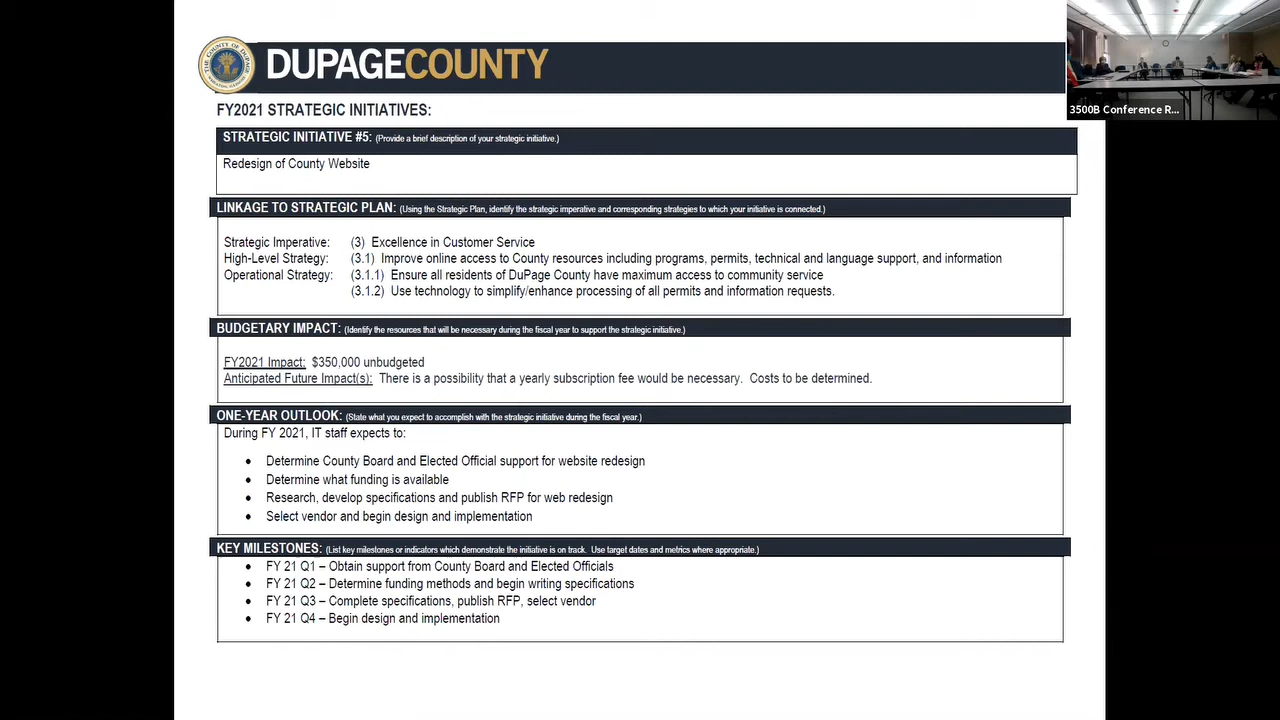 DUPAGECOUNTY
3500B Conference R...
FY2021 STRATEGIC INITIATIVES:
STRATEGIC INITIATIVE #5: (Provide a brief description of your strategic initiative.)
Redesign of County Website
LINKAGE TO STRATEGIC PLAN: (Using the Strategic Plan, identify the strategic imperative and corresponding strategies to which your initiative is connected.)
Strategic Imperative: (3) Excellence in Customer Service
High-Level Strategy: (3.1) Improve online access to County resources including programs, permits, technical and language support, and information
Operational Strategy: (3.1.1) Ensure all residents of DuPage County have maximum access to community service
(3.1.2) Use technology to simplify/enhance processing of all permits and information requests.
BUDGETARY IMPACT: (Identify the resources that will be necessary during the fiscal year to support the strategic initiative.)
FY2021 Impact: $350,000 unbudgeted
Anticipated Future Impact(s): There is a possibility that a yearly subscription fee would be necessary. Costs to be determined.
ONE-YEAR OUTLOOK: (State what you expect to accomplish with the strategic initiative during the fiscal year.)
During FY 2021, IT staff expects to:
• Determine County Board and Elected Official support for website redesign
• Determine what funding is available
• Research, develop specifications and publish RFP for web redesign
• Select vendor and begin design and implementation
KEY MILESTONES: (List key milestones or indicators which demonstrate the initiative is on track. Use target dates and metrics where appropriate.)
• FY 21 Q1 – Obtain support from County Board and Elected Officials
• FY 21 Q2 – Determine funding methods and begin writing specifications
• FY 21 Q3 – Complete specifications, publish RFP, select vendor
• FY 21 Q4 – Begin design and implementation